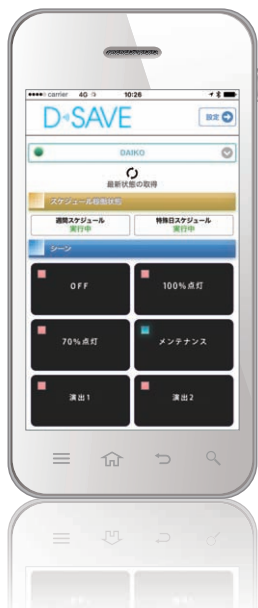 carrier 4G 10:26
D-SAVE
設定
DAIKO
最新状態の取得
スケジュール稼働状態
週間スケジュール 特殊日スケジュール
実行中 実行中
シーン
OFF 100%点灯
70%点灯 メンテナンス
演出1 演出2